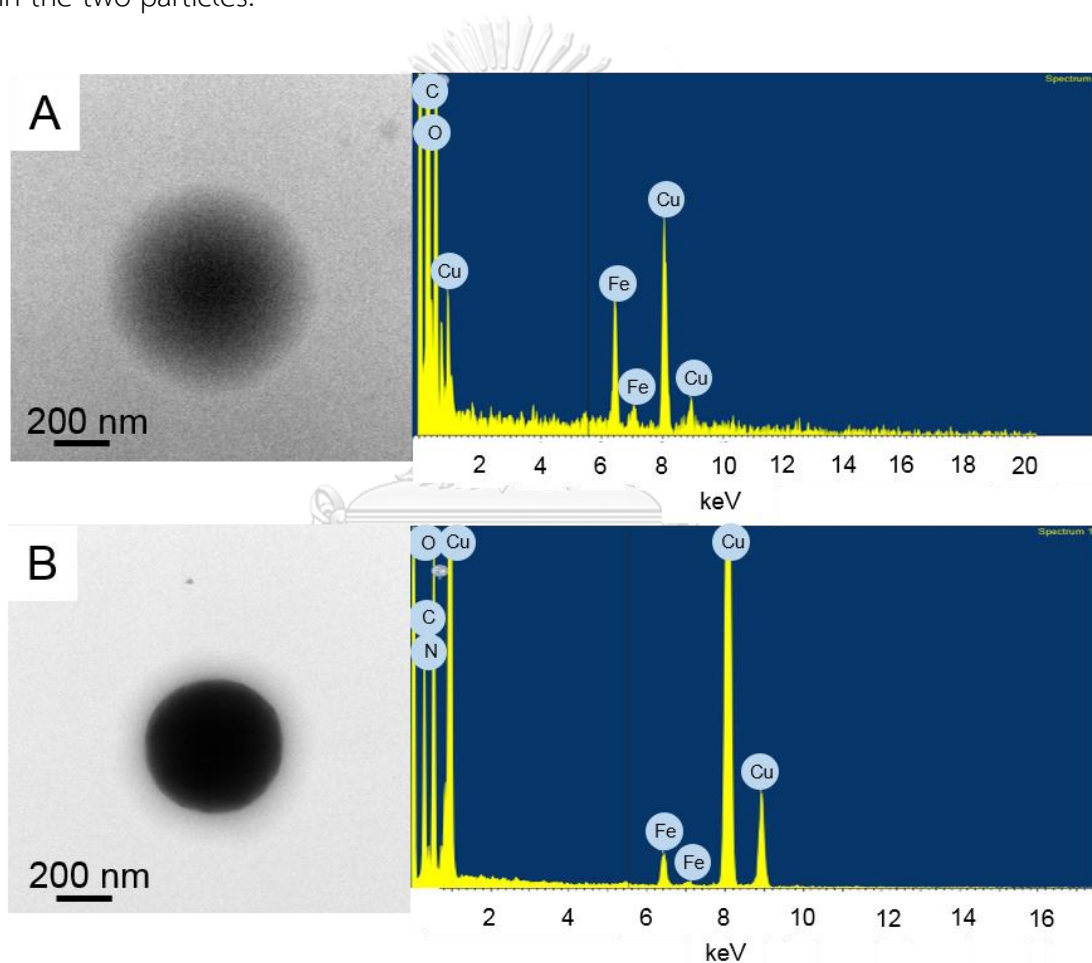 in the two particles.
A
200 nm
Spectrum
C
O
Cu
Fe
Fe
Cu
Cu
2 4 6 8 10 12 14 16 18 20
keV
B
200 nm
Spectrum 1
O Cu
C
N
Fe
Fe
Cu
Cu
2 4 6 8 10 12 14 16
keV